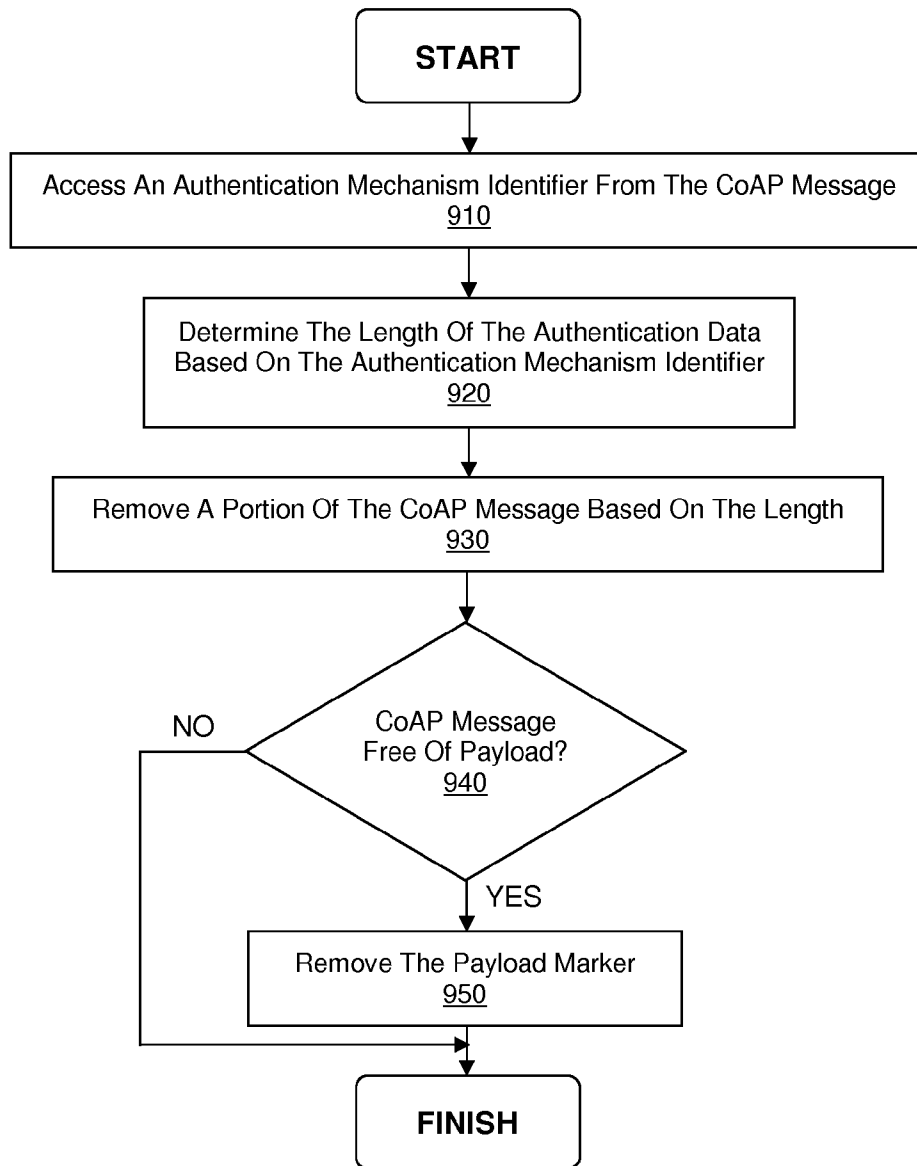 START
Access An Authentication Mechanism Identifier From The CoAP Message
910
Determine The Length Of The Authentication Data
Based On The Authentication Mechanism Identifier
920
Remove A Portion Of The CoAP Message Based On The Length
930
NO
CoAP Message
Free Of Payload?
940
YES
Remove The Payload Marker
950
FINISH